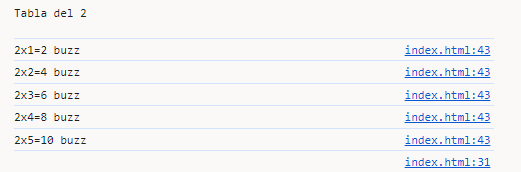 Tabla del 2
2x1=2 buzz index.html:43
2x2=4 buzz index.html:43
2x3=6 buzz index.html:43
2x4=8 buzz index.html:43
2x5=10 buzz index.html:43
index.html:31